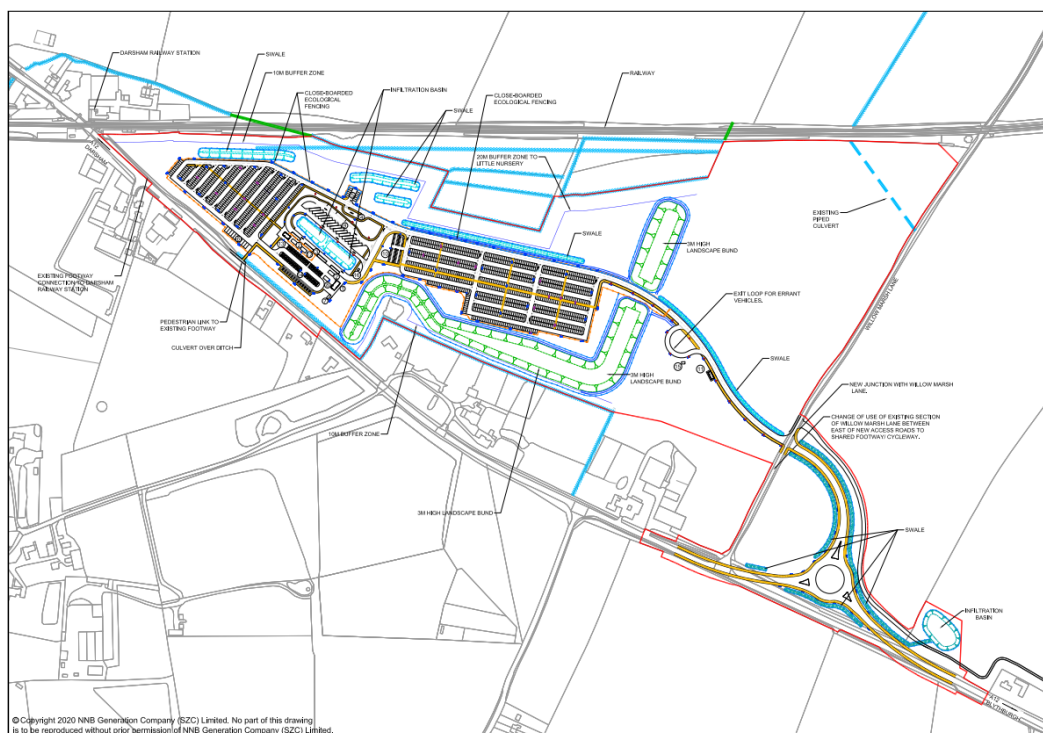 DARSHAM RAILWAY STATION
SWALE
10M BUFFER ZONE
CLOSE-BOARDED
ECOLOGICAL
FENCING
INFILTRATION BASIN
SWALE
CLOSE-BOARDED
ECOLOGICAL FENCING
RAILWAY
A12
DARSHAM
20M BUFFER ZONE TO
LITTLE NURSERY
EXISTING
PIPED
CULVERT
SWALE
3M HIGH
LANDSCAPE BUND
EXISTING FOOTWAY
CONNECTION TO DARSHAM
RAILWAY STATION
EXIT LOOP FOR ERRANT
VEHICLES.
WILLOW MARSH LANE
PEDESTRIAN LINK TO
EXISTING FOOTWAY
CULVERT OVER DITCH
SWALE
3M HIGH
LANDSCAPE BUND
NEW JUNCTION WITH WILLOW MARSH
LANE.
CHANGE OF USE OF EXISTING SECTION
OF WILLOW MARSH LANE BETWEEN
EAST OF NEW ACCESS ROADS TO
SHARED FOOTWAY/ CYCLEWAY.
10M BUFFER ZONE
3M HIGH LANDSCAPE BUND
SWALE
INFILTRATION
BASIN
A12
BLYTHBURGH
© Copyright 2020 NNB Generation Company (SZC) Limited. No part of this drawing
is to be reproduced without prior permission of NNB Generation Company (SZC) Limited.